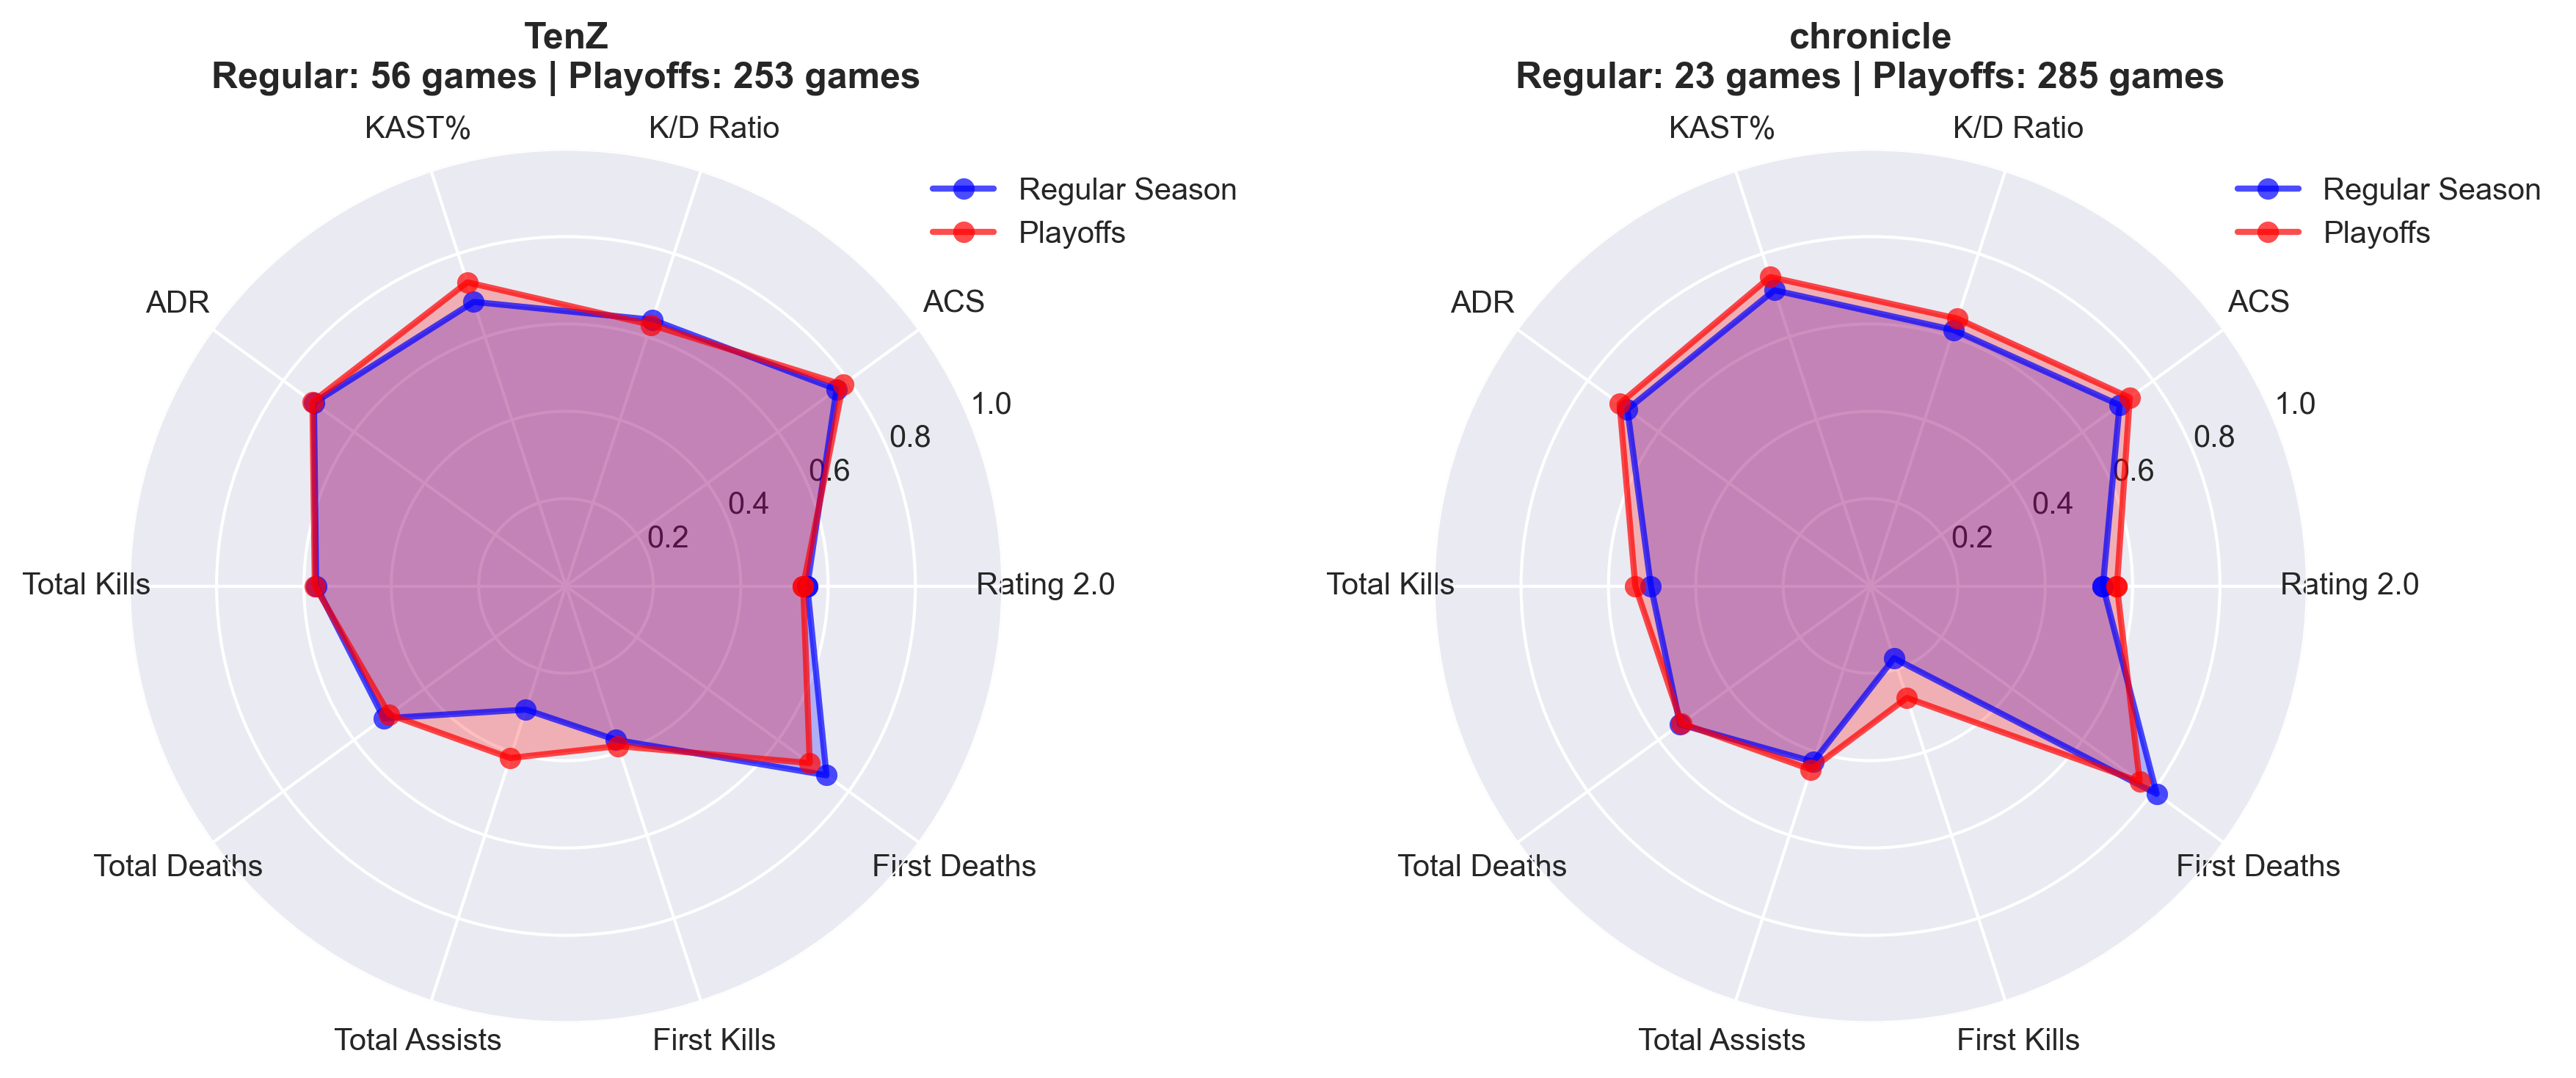 TenZ
Regular: 56 games | Playoffs: 253 games
KAST%
K/D Ratio
Regular Season
Playoffs
ADR
ACS
1.0
0.8
0.6
0.4
0.2
Total Kills
Rating 2.0
Total Deaths
First Deaths
Total Assists
First Kills
chronicle
Regular: 23 games | Playoffs: 285 games
KAST%
K/D Ratio
Regular Season
Playoffs
ADR
ACS
1.0
0.8
0.6
0.4
0.2
Total Kills
Rating 2.0
Total Deaths
First Deaths
Total Assists
First Kills